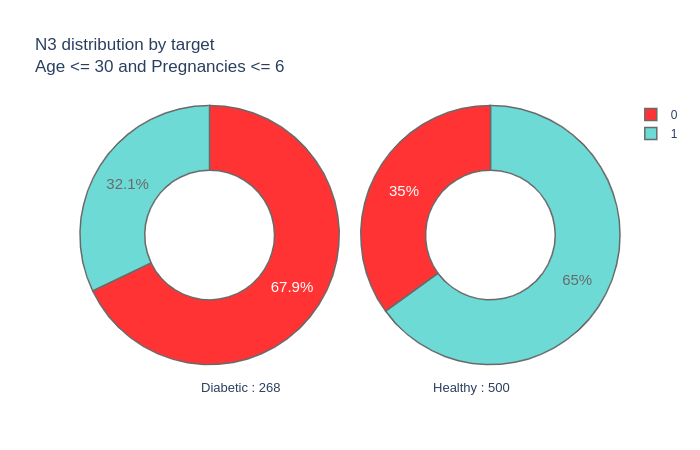 N3 distribution by target
Age <= 30 and Pregnancies <= 6
0
1
32.1%
67.9%
35%
65%
Diabetic : 268
Healthy : 500